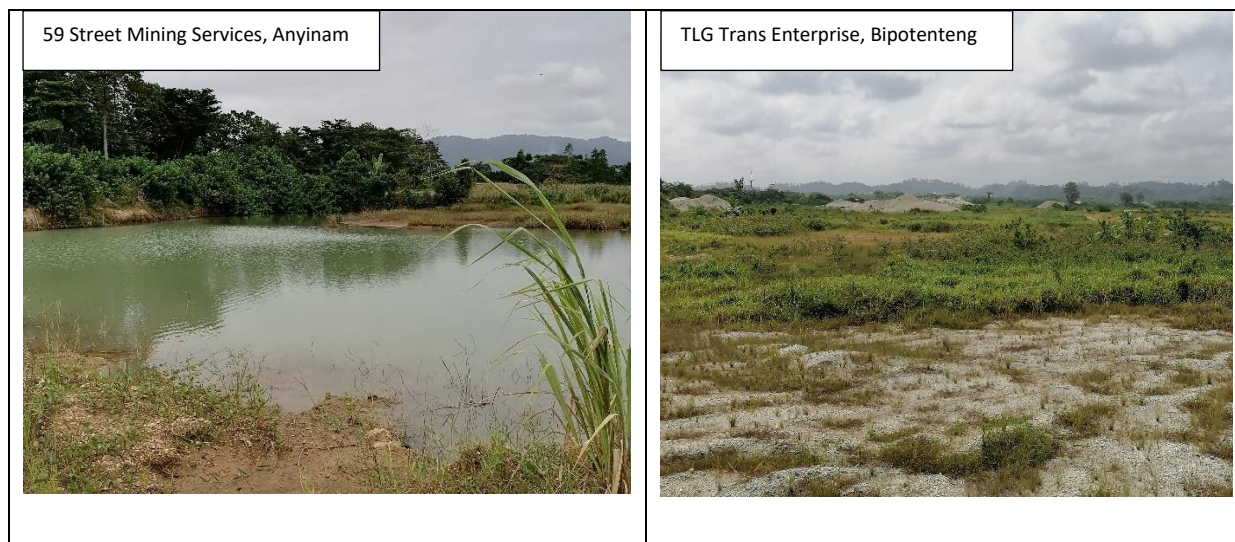 59 Street Mining Services, Anyinam
TLG Trans Enterprise, Bipotenteng